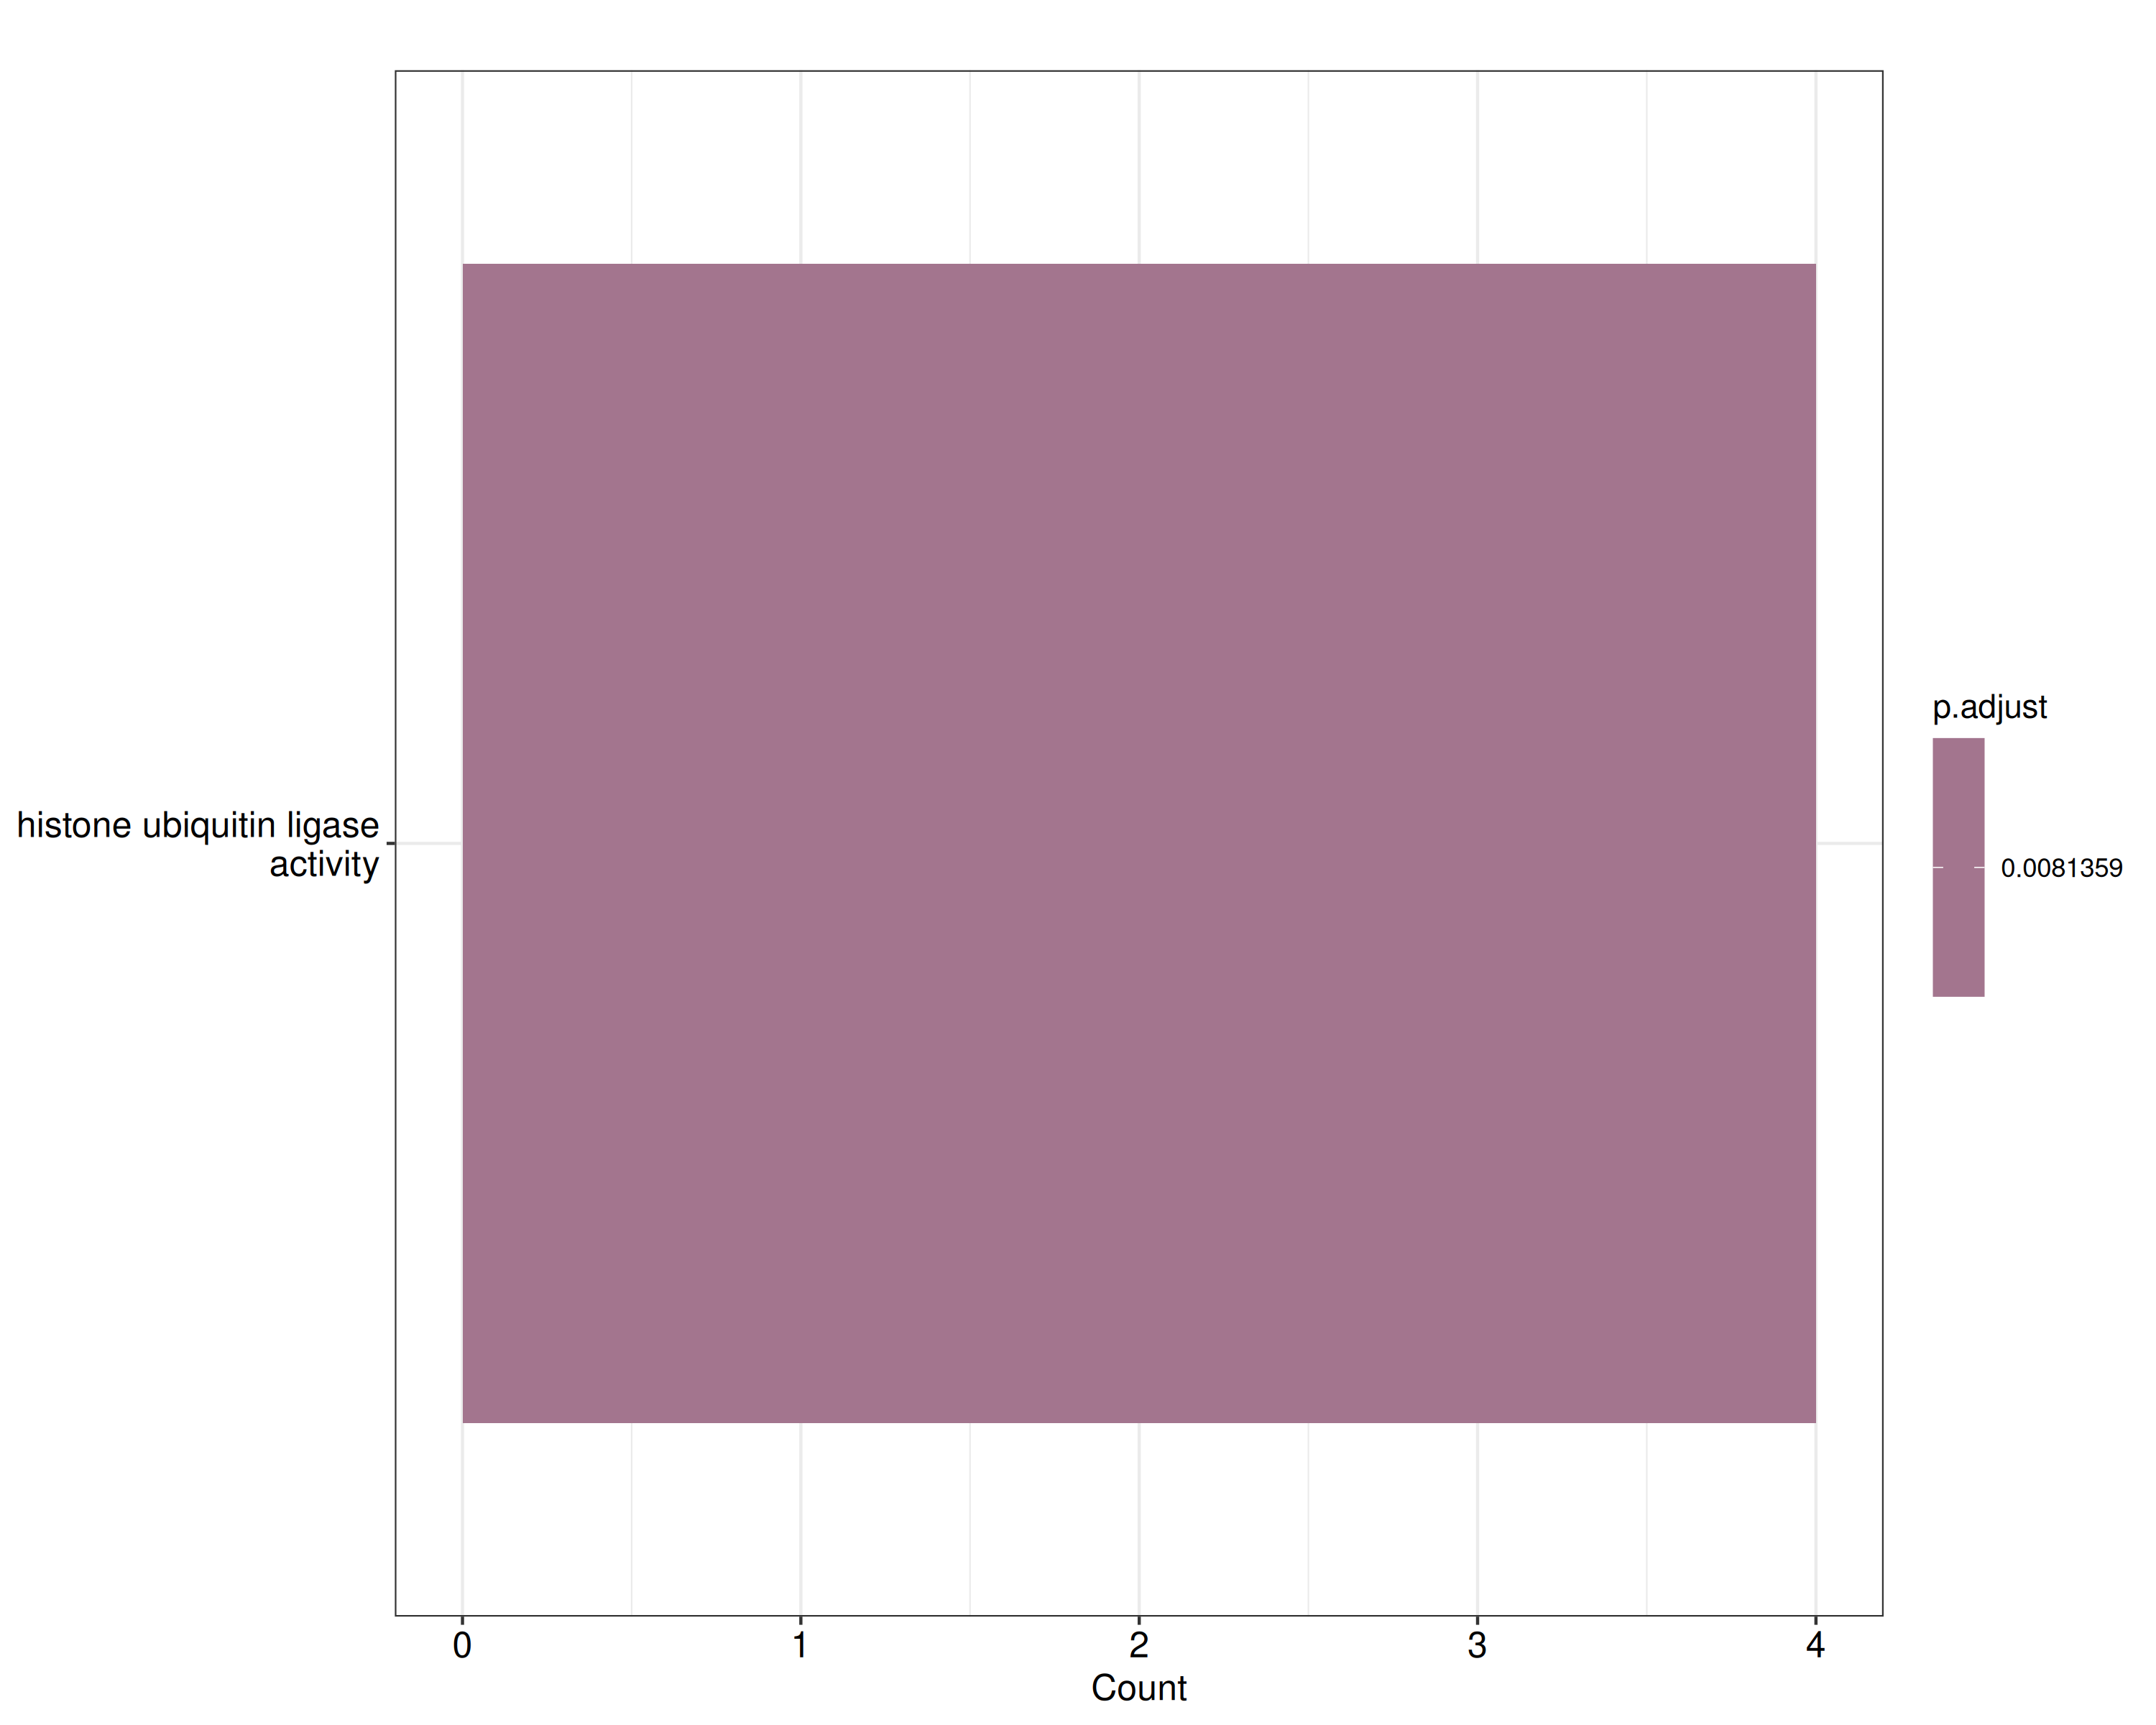 histone ubiquitin ligase
activity
0
1
2
3
4
Count
p.adjust
0.0081359